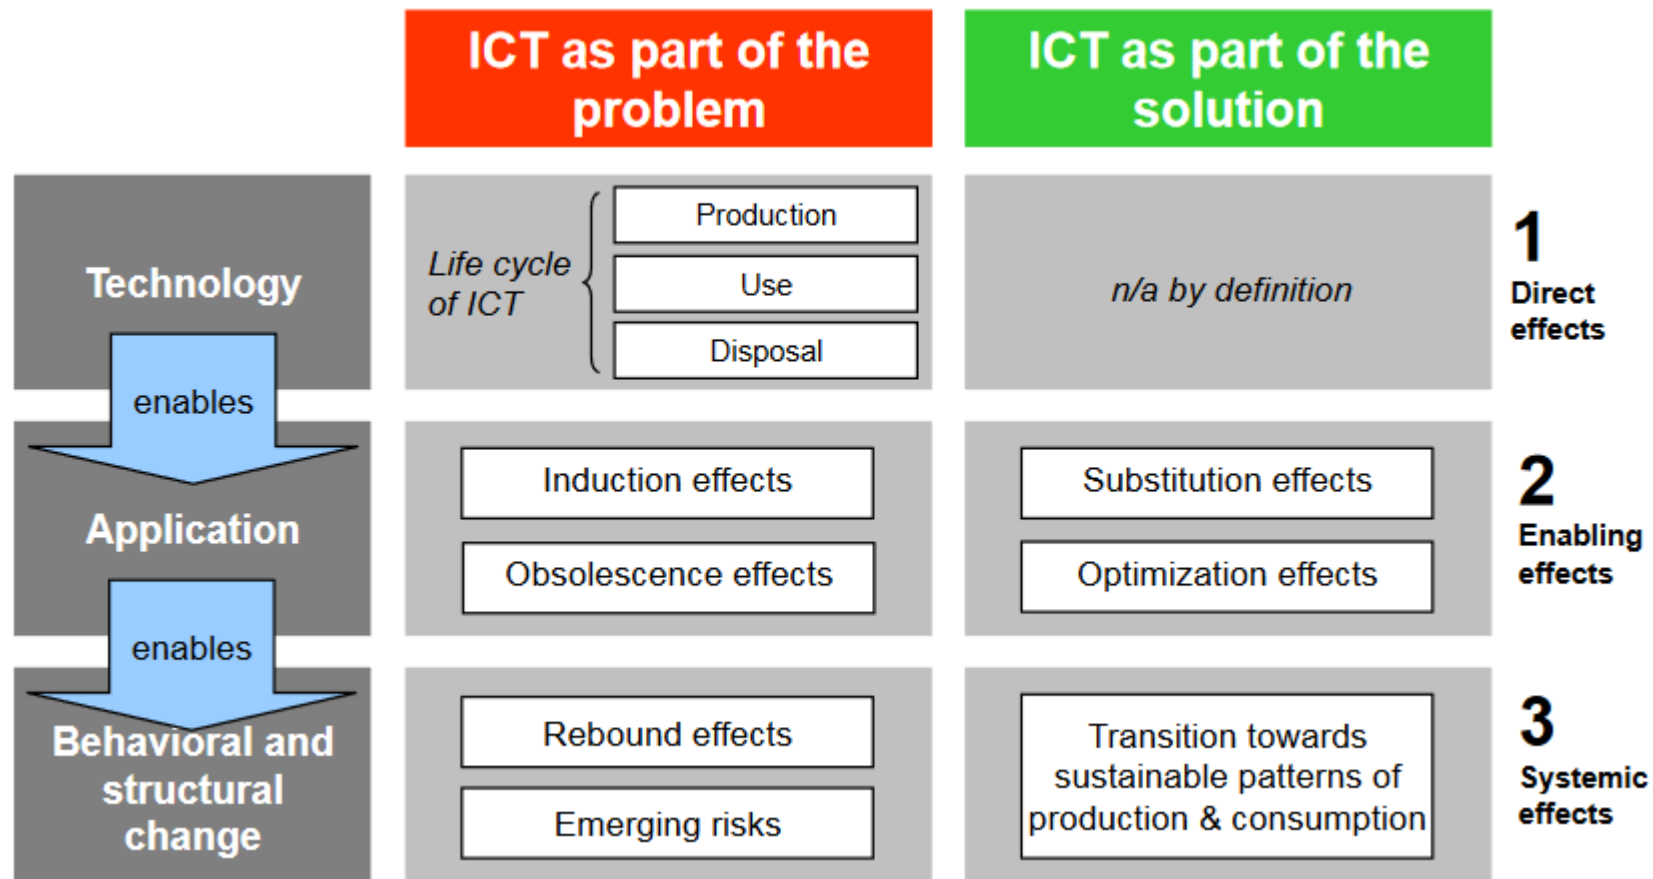 ICT as part of the
problem
ICT as part of the
solution
Technology
Life cycle
of ICT
Production
Use
Disposal
n/a by definition
1
Direct
effects
enables
Application
Induction effects
Obsolescence effects
Substitution effects
Optimization effects
2
Enabling
effects
enables
Behavioral and
structural
change
Rebound effects
Emerging risks
Transition towards
sustainable patterns of
production & consumption
3
Systemic
effects